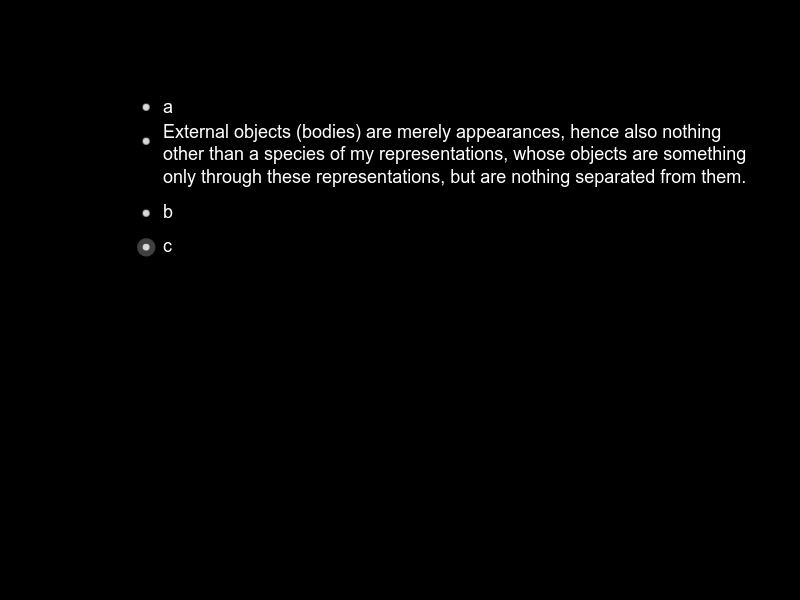 a
External objects (bodies) are merely appearances, hence also nothing
other than a species of my representations, whose objects are something
only through these representations, but are nothing separated from them.
b
c